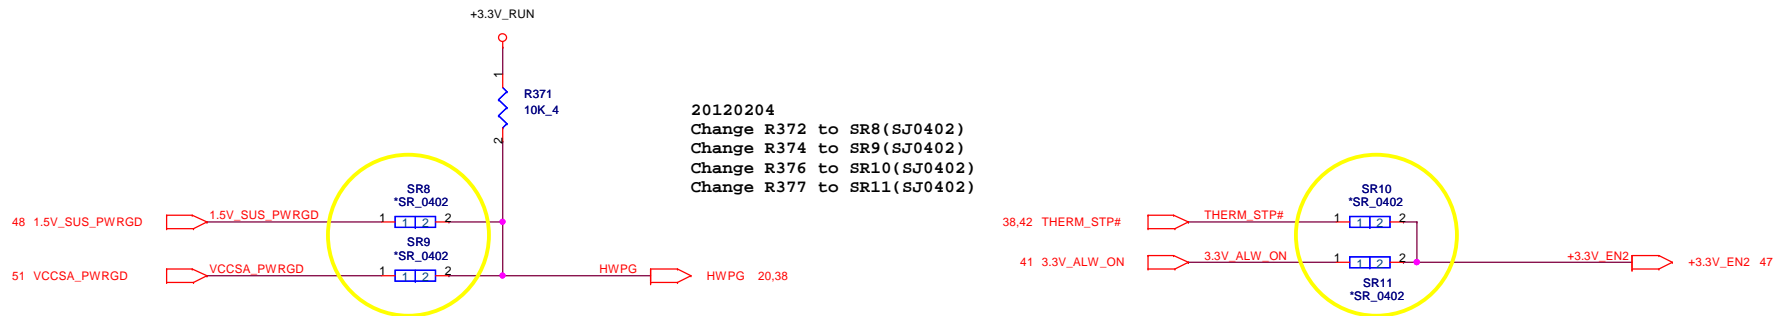 +3.3V_RUN
1
R371
10K_4
2
20120204
Change R372 to SR8(SJ0402)
Change R374 to SR9(SJ0402)
Change R376 to SR10(SJ0402)
Change R377 to SR11(SJ0402)
SR8
*SR_0402
48 1.5V_SUS_PWRGD 1.5V_SUS_PWRGD 1 1 2 2
SR9
*SR_0402
51 VCCSA_PWRGD VCCSA_PWRGD 1 1 2 2 HWPG HWPG 20,38
SR10
*SR_0402
38,42 THERM_STP# THERM_STP# 1 1 2 2
41 3.3V_ALW_ON 3.3V_ALW_ON 1 1 2 2 +3.3V_EN2 +3.3V_EN2 47
SR11
*SR_0402